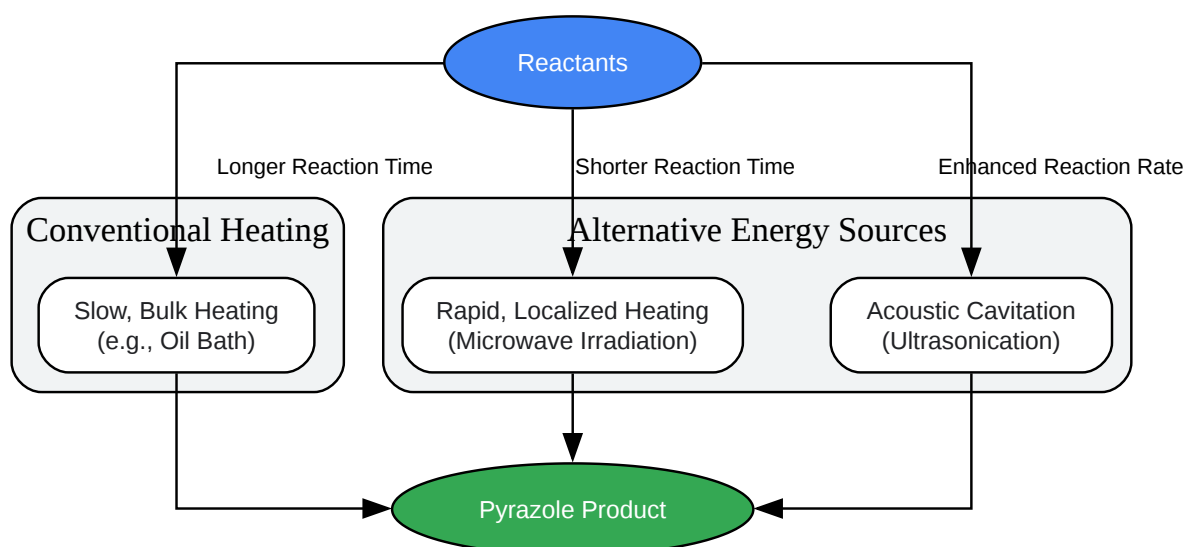 Reactants
Longer Reaction Time
Shorter Reaction Time
Enhanced Reaction Rate
Conventional Heating
Alternative Energy Sources
Slow, Bulk Heating
(e.g., Oil Bath)
Rapid, Localized Heating
(Microwave Irradiation)
Acoustic Cavitation
(Ultrasonication)
Pyrazole Product